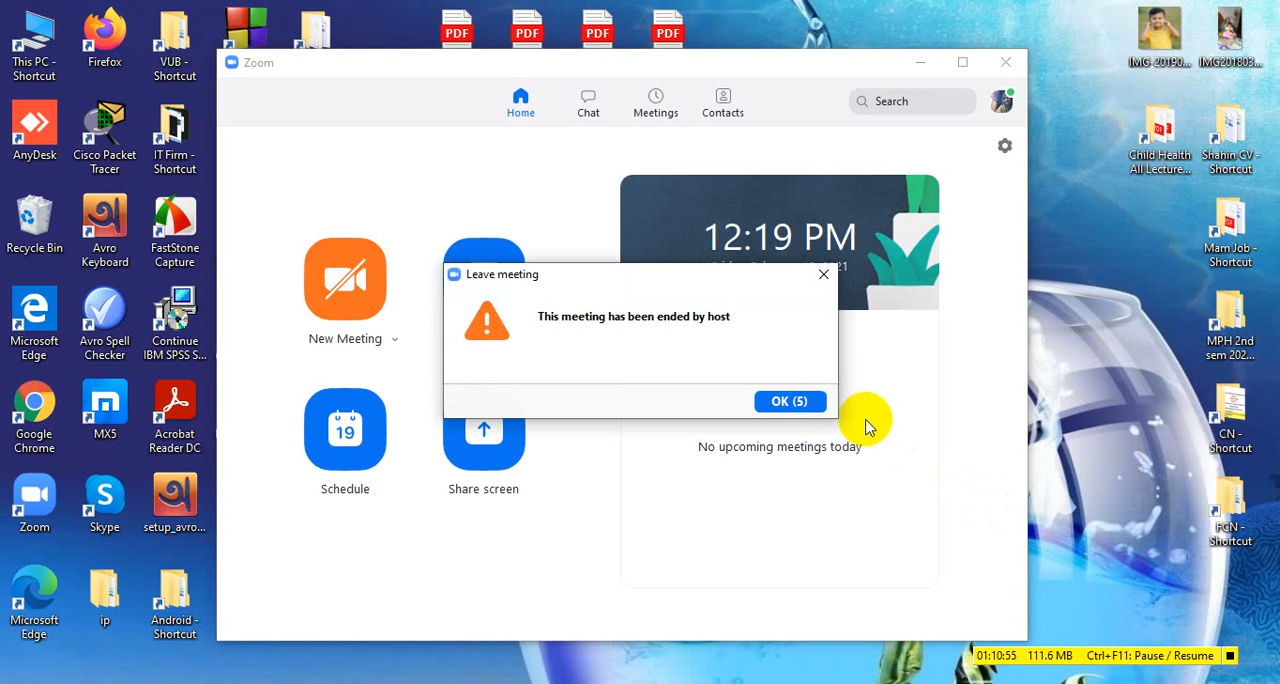 This PC -
Shortcut
Firefox
VUB -
Shortcut
PDF
PDF
PDF
PDF
IMG-20190...
IMG201803...
AnyDesk
Cisco Packet
Tracer
IT Firm -
Shortcut
Child Health
All Lecture...
Shahin CV -
Shortcut
Recycle Bin
Avro
Keyboard
FastStone
Capture
Mam Job -
Shortcut
Microsoft
Edge
Avro Spell
Checker
Continue
IBM SPSS S...
MPH 2nd
sem 202...
Google
Chrome
MX5
Acrobat
Reader DC
CN -
Shortcut
Zoom
Skype
setup_avro...
FCN -
Shortcut
Microsoft
Edge
ip
Android -
Shortcut
Zoom
Home
Chat
Meetings
Contacts
Search
12:19 PM
New Meeting
19
Schedule
Share screen
No upcoming meetings today
Leave meeting
This meeting has been ended by host
OK (5)
01:10:55 111.6 MB Ctrl+F11: Pause / Resume